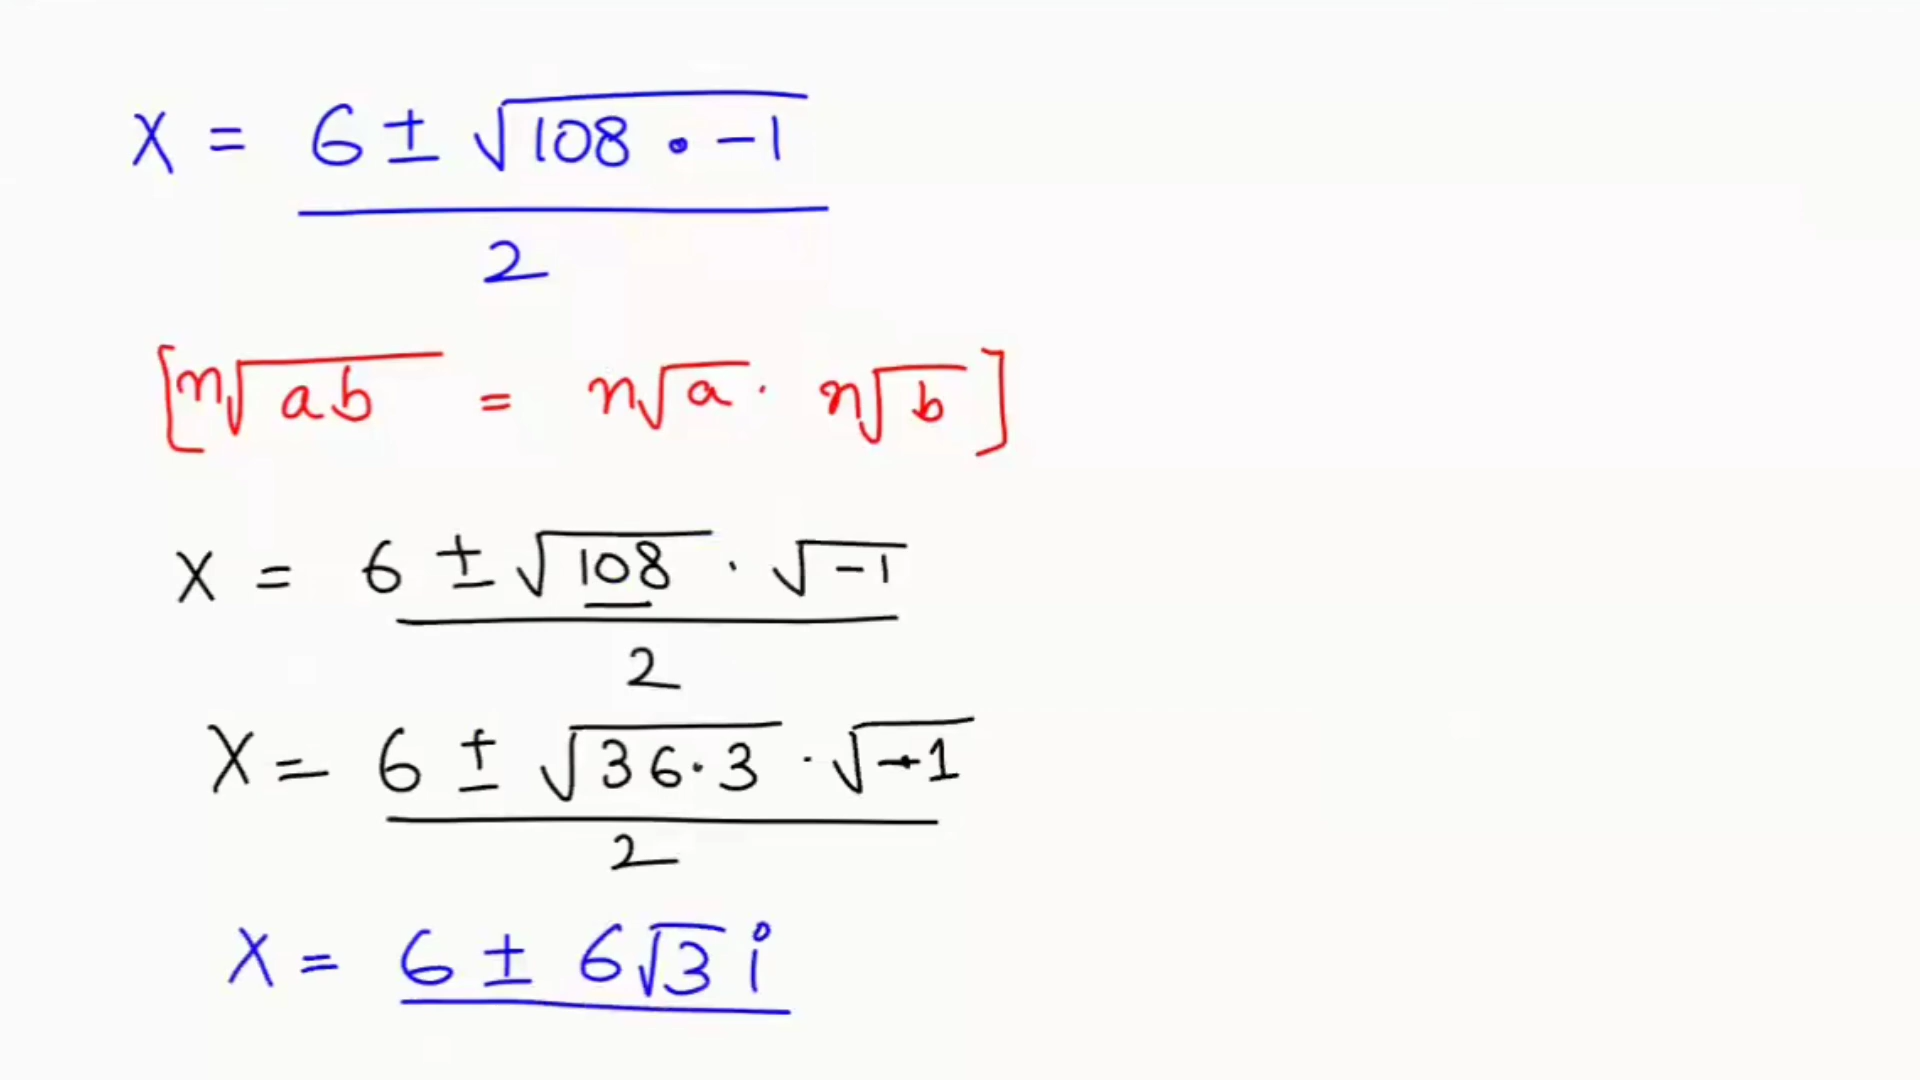 x = 6 ± √108 · -1
2
[n√ab = n√a · n√b]
x = 6 ± √108 · √-1
2
x = 6 ± √36·3 · √-1
2
x = 6 ± 6√3 i